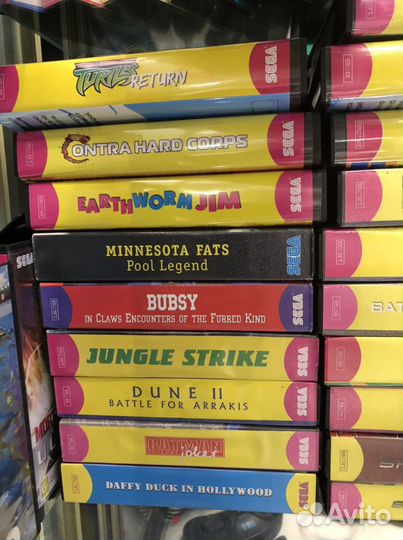 TURTLES RETURN
SEGA
CONTRA HARD CORPS
SEGA
EARTHWORM JIM
SEGA
MINNESOTA FATS
Pool Legend
SEGA
BUBSY
IN CLAWS ENCOUNTERS OF THE FURRED KIND
SEGA
JUNGLE STRIKE
SEGA
DUNE II
BATTLE FOR ARRAKIS
SEGA
BATMAN
JOKER
SEGA
DAFFY DUCK IN HOLLYWOOD
SEGA
Avito